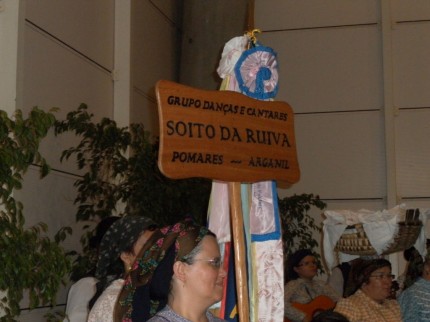 GRUPO DANÇAS E CANTARES
SOITO DA RUIVA
POMARES — ARGANIL